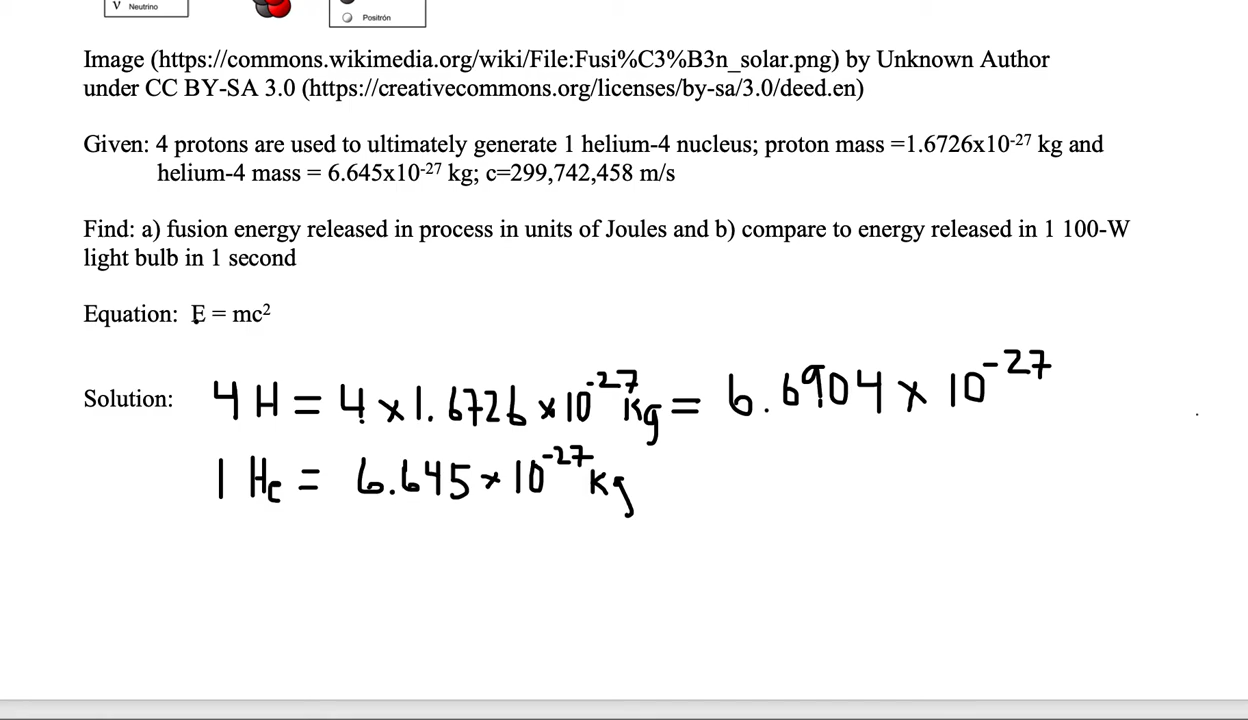 ν Neutrino
Positrón
Image (https://commons.wikimedia.org/wiki/File:Fusi%C3%B3n_solar.png) by Unknown Author
under CC BY-SA 3.0 (https://creativecommons.org/licenses/by-sa/3.0/deed.en)
Given: 4 protons are used to ultimately generate 1 helium-4 nucleus; proton mass =1.6726x10⁻²⁷ kg and
helium-4 mass = 6.645x10⁻²⁷ kg; c=299,742,458 m/s
Find: a) fusion energy released in process in units of Joules and b) compare to energy released in 1 100-W
light bulb in 1 second
Equation: E = mc²
Solution: 4 H = 4 x 1.6726 x 10⁻²⁷ kg = 6.6904 x 10⁻²⁷
1 He = 6.645 x 10⁻²⁷ kg